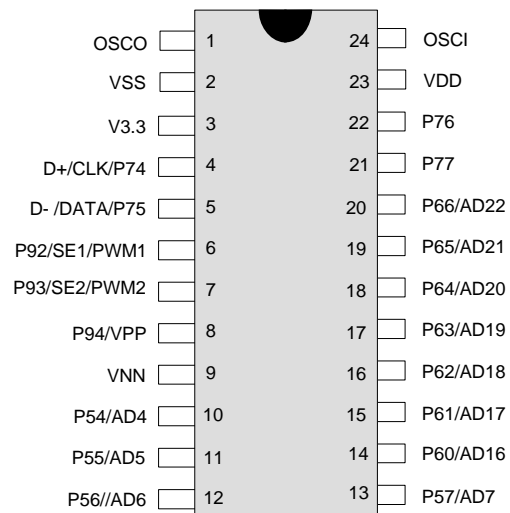 OSCO 1 24 OSCI
VSS 2 23 VDD
V3.3 3 22 P76
D+/CLK/P74 4 21 P77
D- /DATA/P75 5 20 P66/AD22
P92/SE1/PWM1 6 19 P65/AD21
P93/SE2/PWM2 7 18 P64/AD20
P94/VPP 8 17 P63/AD19
VNN 9 16 P62/AD18
P54/AD4 10 15 P61/AD17
P55/AD5 11 14 P60/AD16
P56//AD6 12 13 P57/AD7